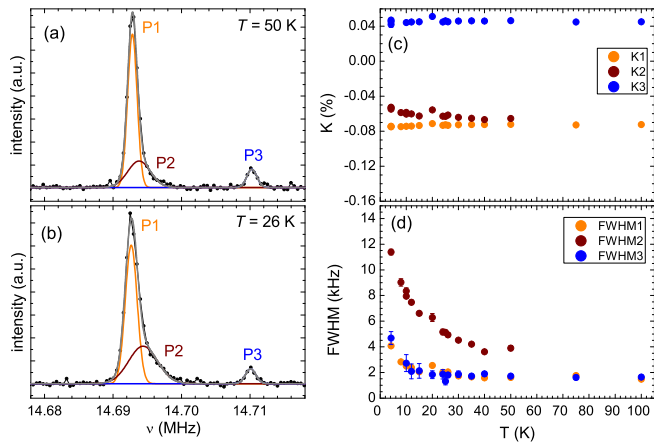 (a)
P1
T = 50 K
P2
P3
intensity (a.u.)
(b)
P1
T = 26 K
P2
P3
intensity (a.u.)
14.68 14.69 14.70 14.71
ν (MHz)
(c)
K1
K2
K3
0.04
0.00
-0.04
-0.08
-0.12
-0.16
K (%)
(d)
FWHM1
FWHM2
FWHM3
14
12
10
8
6
4
2
0
FWHM (kHz)
0 10 20 30 40 50 60 70 80 90 100
T (K)